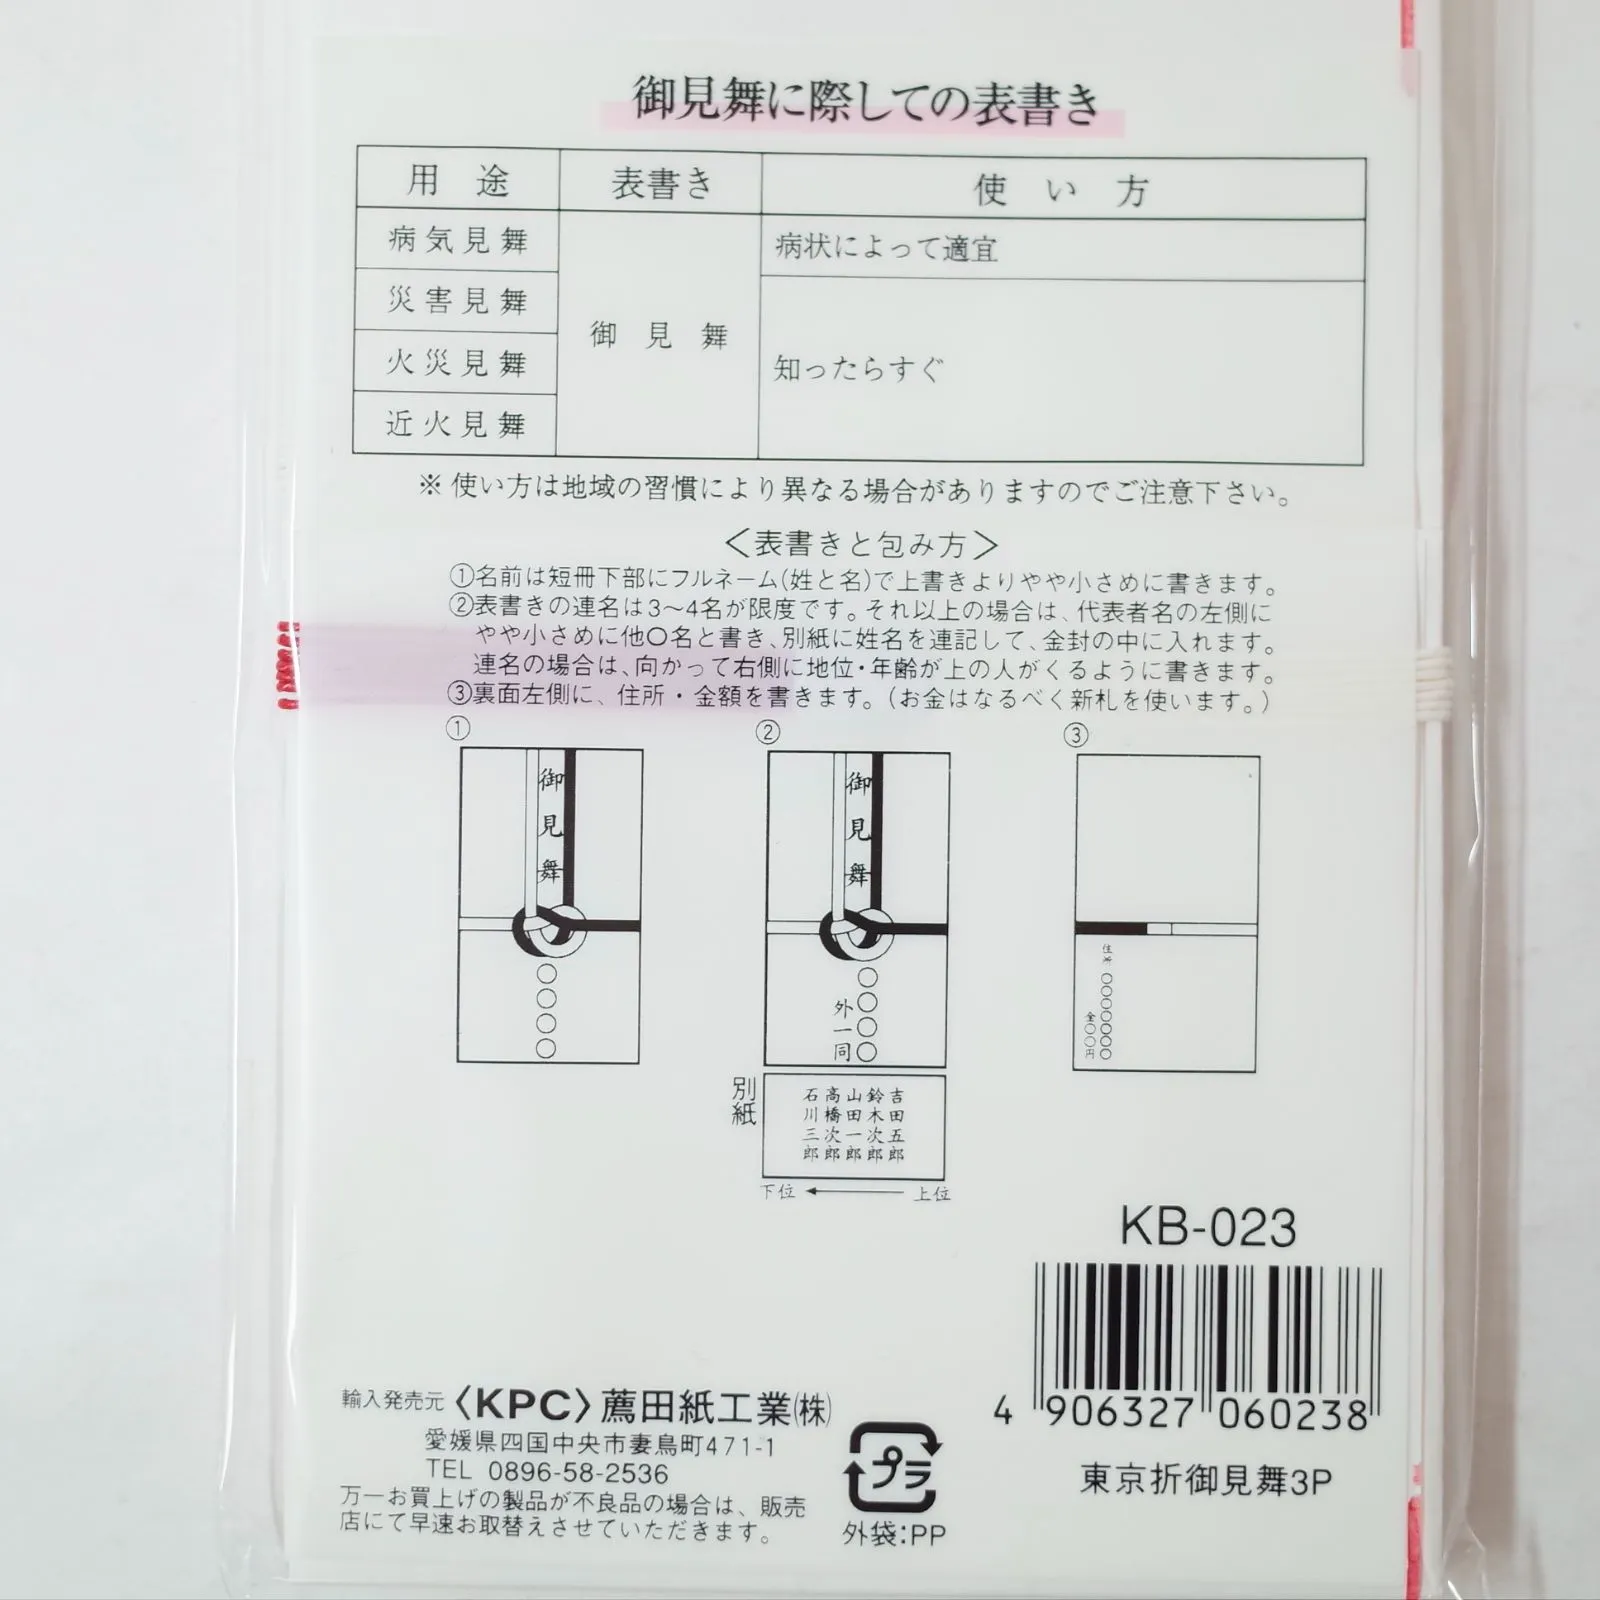 御見舞に際しての表書き
用途 表書き 使い方
病気見舞 御見舞 病状によって適宜
災害見舞 知ったらすぐ
火災見舞
近火見舞
※使い方は地域の習慣により異なる場合がありますのでご注意下さい。
〈表書きと包み方〉
①名前は短冊下部にフルネーム(姓と名)で上書きよりやや小さめに書きます。
②表書きの連名は3〜4名が限度です。それ以上の場合は、代表者名の左側に
やや小さめに他〇名と書き、別紙に姓名を連記して、金封の中に入れます。
連名の場合は、向かって右側に地位・年齢が上の人がくるように書きます。
③裏面左側に、住所・金額を書きます。(お金はなるべく新札を使います。)
① ② ③
御見舞
〇〇〇〇
御見舞
〇〇〇〇
外一同
住所 〇〇〇〇〇〇〇
金〇〇円
別紙
吉田五郎
鈴木次郎
山田一郎
高橋次郎
石川三郎
下位 ← 上位
KB-023
4 906327 060238
東京折御見舞3P
輸入発売元 〈KPC〉薦田紙工業(株)
愛媛県四国中央市妻鳥町471-1
TEL 0896-58-2536
万一お買上げの製品が不良品の場合は、販売
店にて早速お取替えさせていただきます。
プラ
外袋:PP